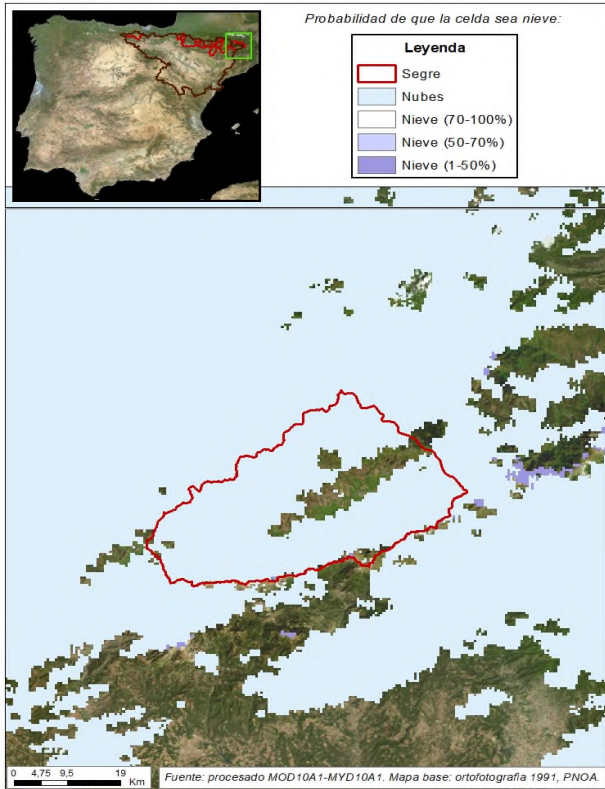 Probabilidad de que la celda sea nieve:
Leyenda
Segre
Nubes
Nieve (70-100%)
Nieve (50-70%)
Nieve (1-50%)
0 4,75 9,5 19
Km
Fuente: procesado MOD10A1-MYD10A1. Mapa base: ortofotografía 1991, PNOA.